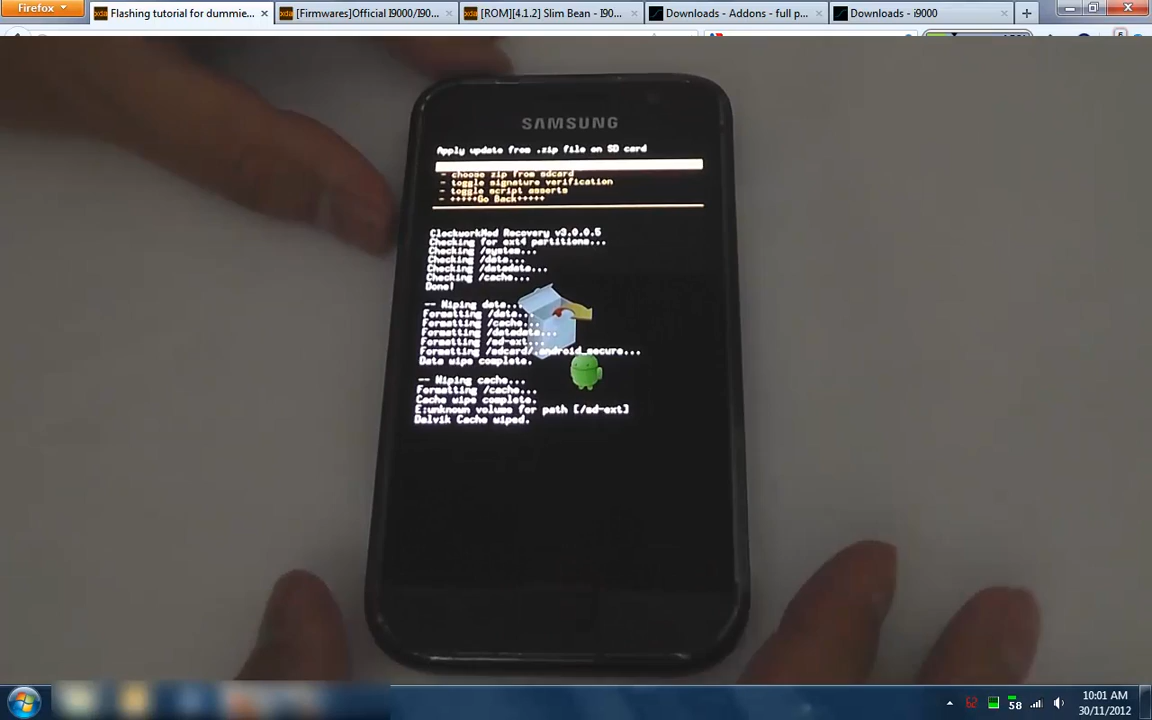 Firefox
Flashing tutorial for dummie...
[Firmwares]Official I9000/I90...
[ROM][4.1.2] Slim Bean - I90...
Downloads - Addons - full p...
Downloads - i9000
SAMSUNG
Apply update from .zip file on SD card
- choose zip from sdcard
- toggle signature verification
- toggle script asserts
- +++++Go Back+++++
ClockworkMod Recovery v3.0.0.5
Checking for ext4 partitions...
Checking /system...
Checking /data...
Checking /datadata...
Checking /cache...
Done!
-- Wiping data...
Formatting /data...
Formatting /cache...
Formatting /datadata...
Formatting /sd-ext...
Formatting /sdcard/.android_secure...
Data wipe complete.
-- Wiping cache...
Formatting /cache...
Cache wipe complete.
E:unknown volume for path [/sd-ext]
Dalvik Cache wiped.
62
58
10:01 AM
30/11/2012